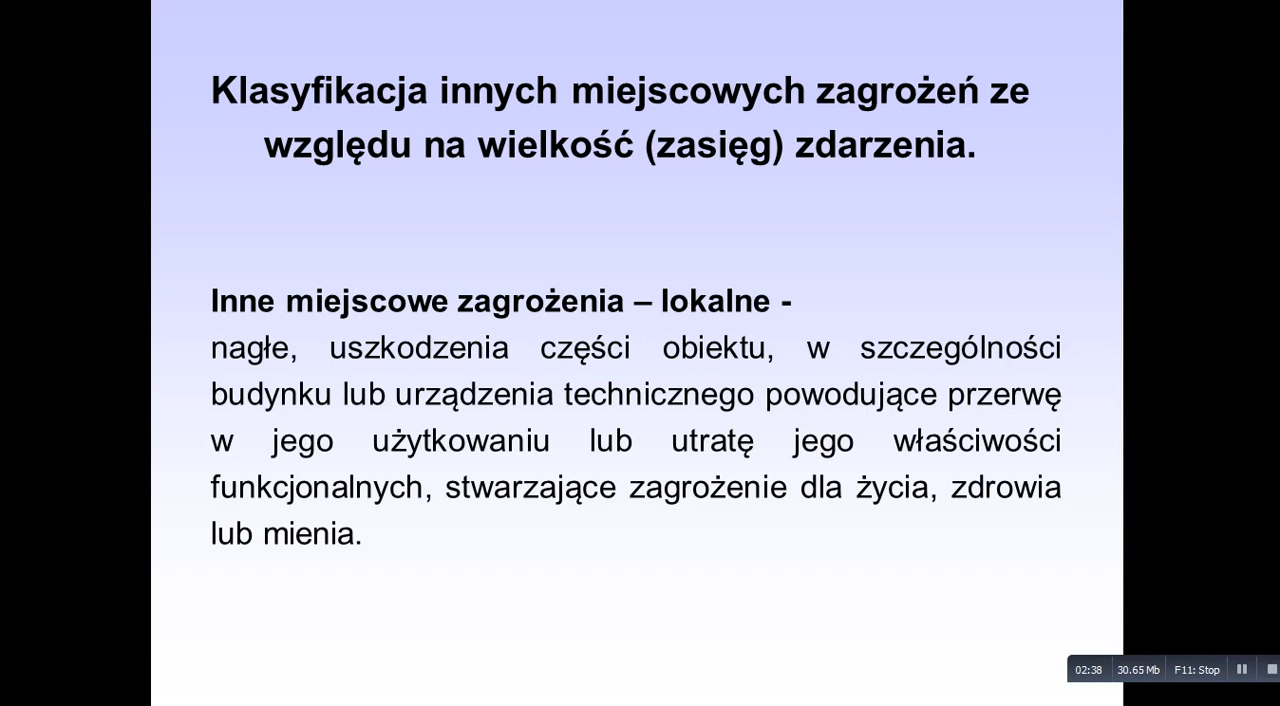 Klasyfikacja innych miejscowych zagrożeń ze
względu na wielkość (zasięg) zdarzenia.
Inne miejscowe zagrożenia – lokalne -
nagłe, uszkodzenia części obiektu, w szczególności
budynku lub urządzenia technicznego powodujące przerwę
w jego użytkowaniu lub utratę jego właściwości
funkcjonalnych, stwarzające zagrożenie dla życia, zdrowia
lub mienia.
02:38 30.65 Mb F11: Stop